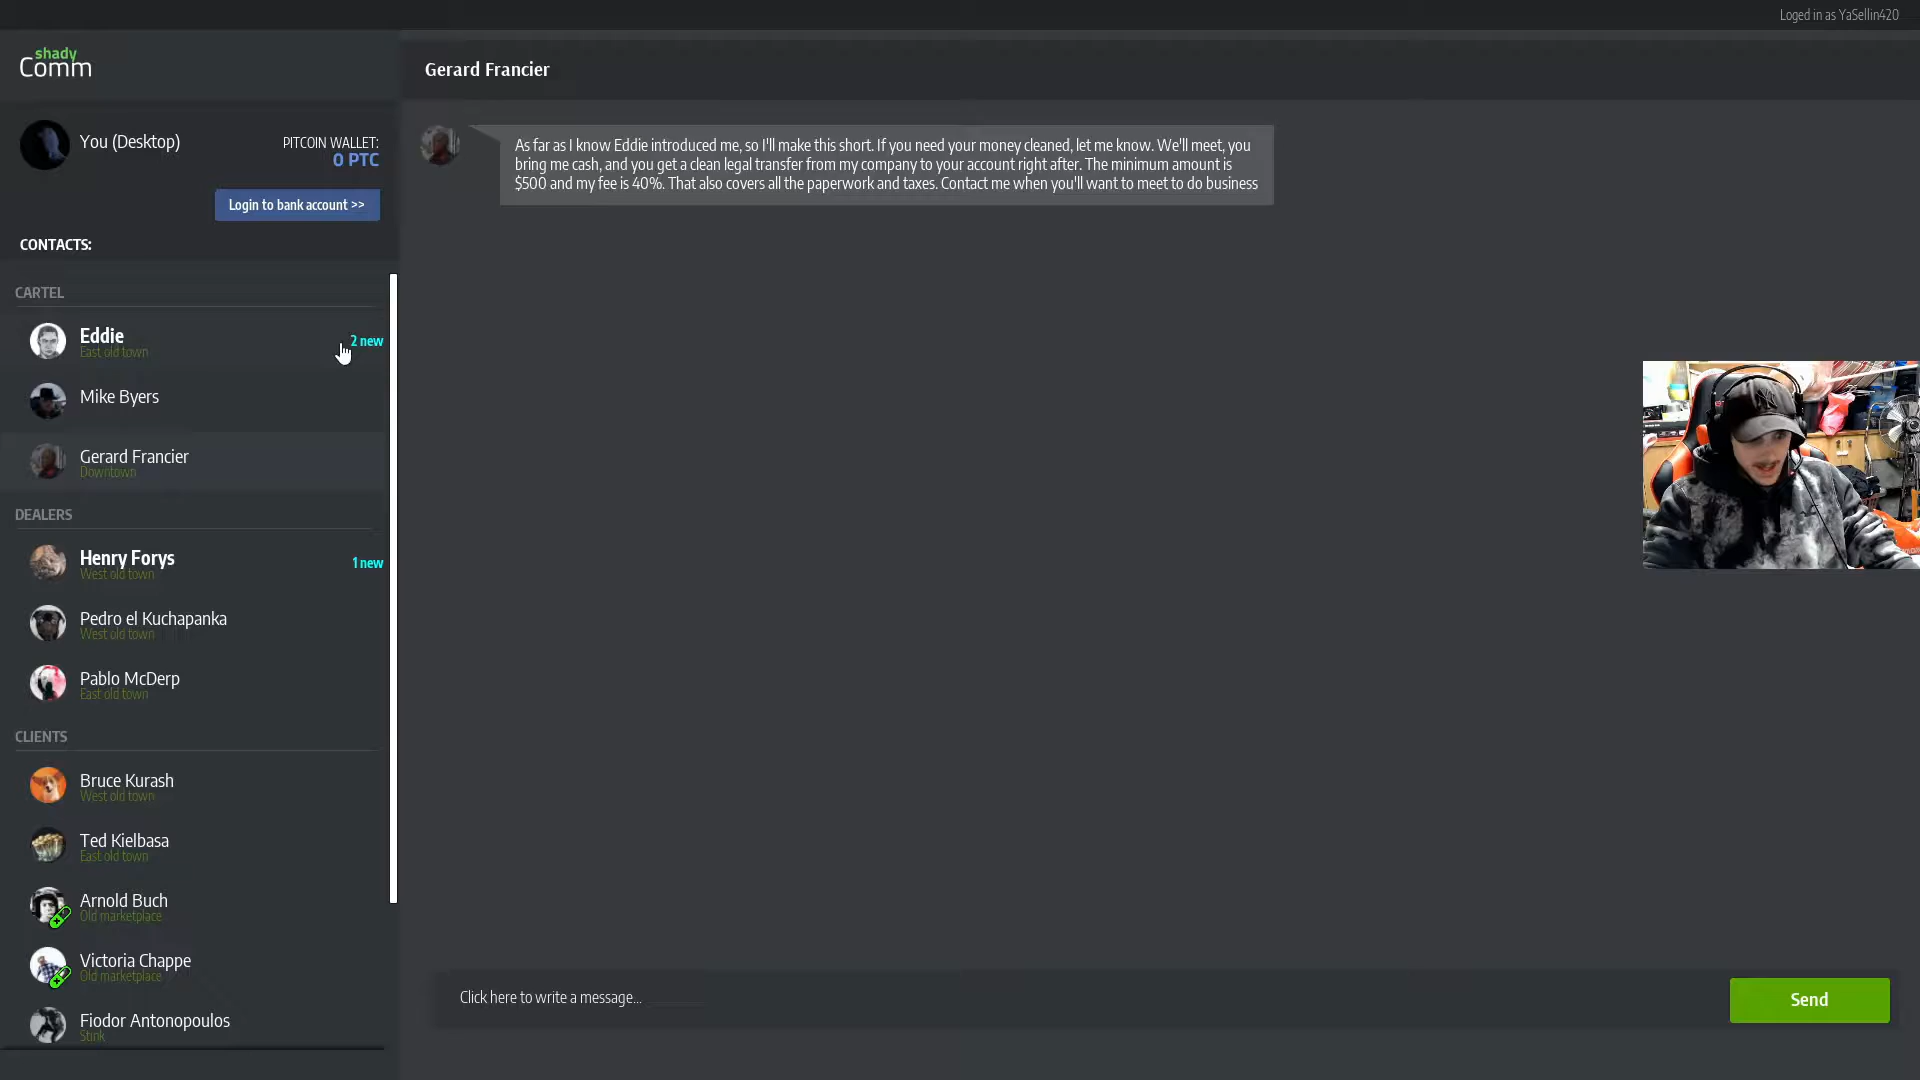 Loged in as YaSellin420
shady
Comm
Gerard Francier
You (Desktop)
PITCOIN WALLET:
0 PTC
Login to bank account >>
CONTACTS:
CARTEL
Eddie
East old town
2 new
Mike Byers
Gerard Francier
Downtown
DEALERS
Henry Forys
West old town
1 new
Pedro el Kuchapanka
West old town
Pablo McDerp
East old town
CLIENTS
Bruce Kurash
West old town
Ted Kielbasa
East old town
Arnold Buch
Old marketplace
Victoria Chappe
Old marketplace
Fiodor Antonopoulos
Stink
As far as I know Eddie introduced me, so I'll make this short. If you need your money cleaned, let me know. We'll meet, you
bring me cash, and you get a clean legal transfer from my company to your account right after. The minimum amount is
$500 and my fee is 40%. That also covers all the paperwork and taxes. Contact me when you'll want to meet to do business
Click here to write a message...
Send